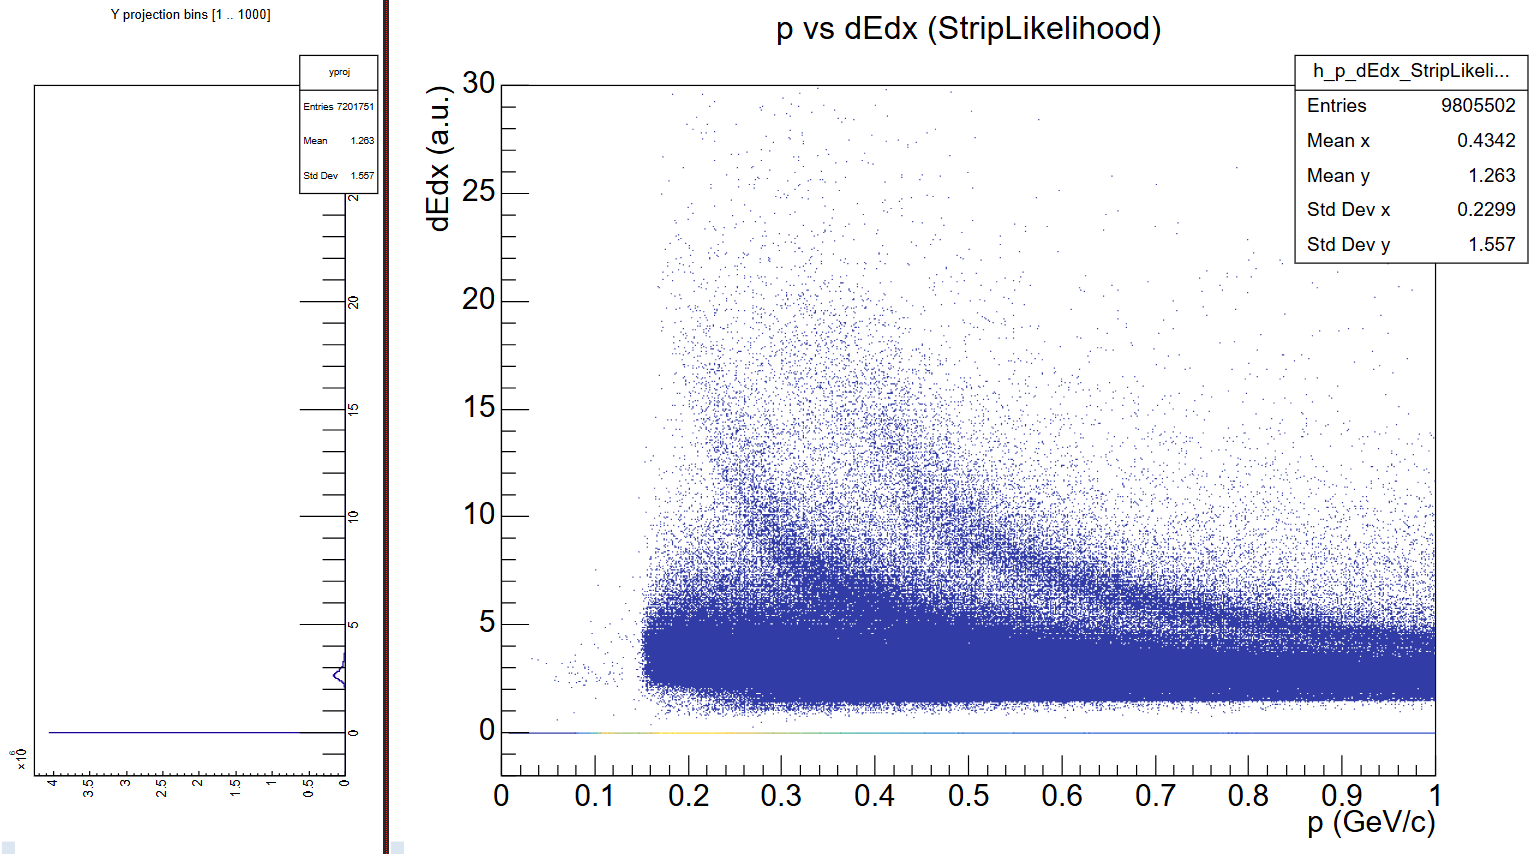 Y projection bins [1 .. 1000]
yproj
Entries 7201751
Mean 1.263
Std Dev 1.557
2
20
15
10
5
0
×10
6
4
3.5
3
2.5
2
1.5
1
0.5
0
p vs dEdx (StripLikelihood)
h_p_dEdx_StripLikeli...
Entries 9805502
Mean x 0.4342
Mean y 1.263
Std Dev x 0.2299
Std Dev y 1.557
dEdx (a.u.)
30
25
20
15
10
5
0
0 0.1 0.2 0.3 0.4 0.5 0.6 0.7 0.8 0.9 1
p (GeV/c)